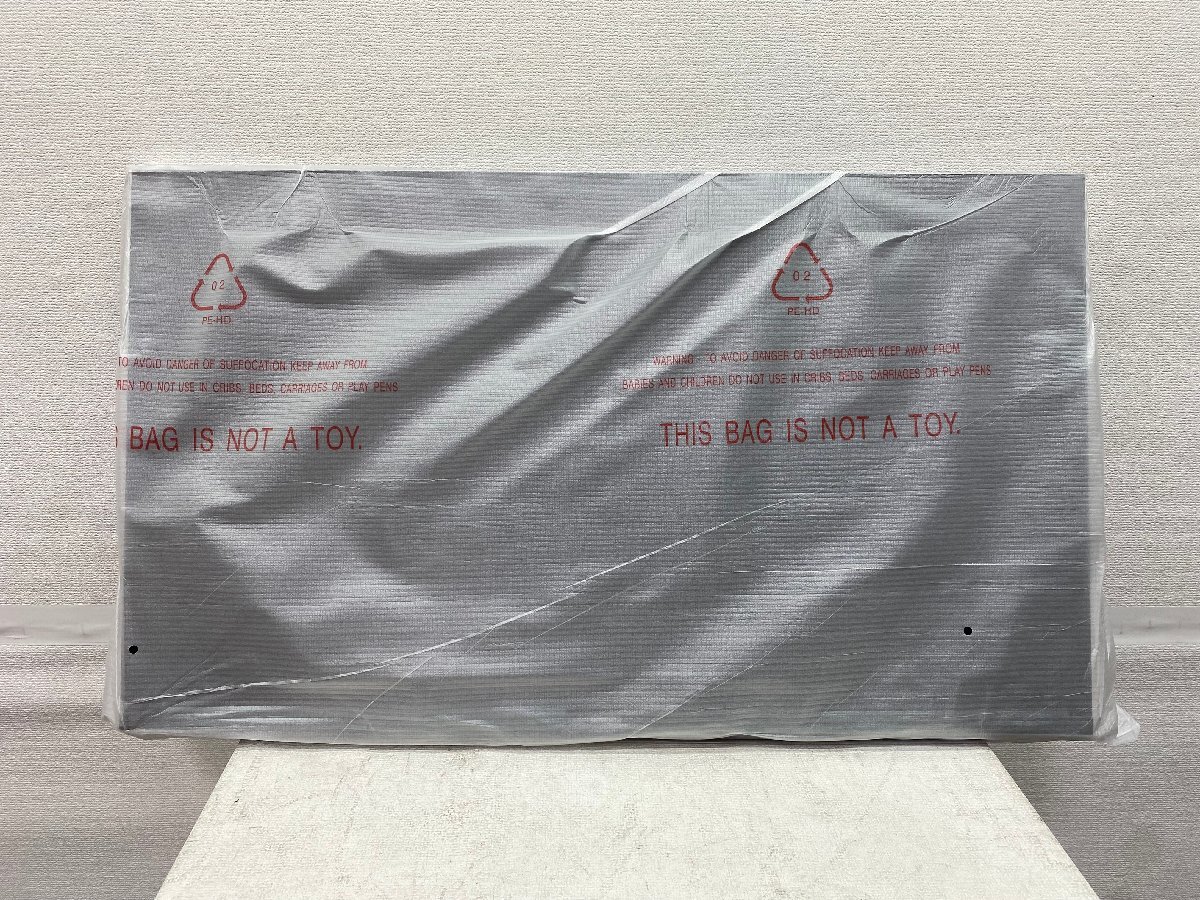 02
PE-HD
TO AVOID DANGER OF SUFFOCATION KEEP AWAY FROM
REN DO NOT USE IN CRIBS, BEDS, CARRIAGES OR PLAY PENS
BAG IS NOT A TOY.
02
PE-HD
WARNING: TO AVOID DANGER OF SUFFOCATION KEEP AWAY FROM
BABIES AND CHILDREN DO NOT USE IN CRIBS, BEDS, CARRIAGES OR PLAY PENS
THIS BAG IS NOT A TOY.